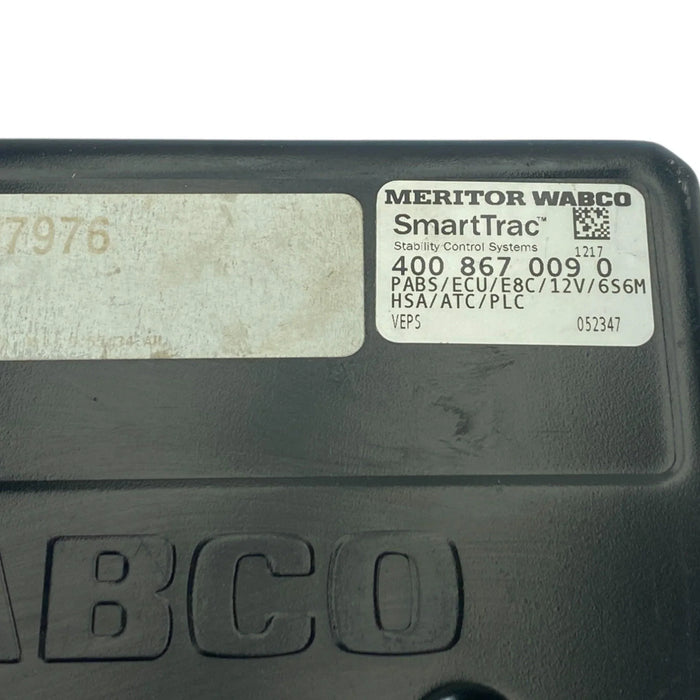 7976
MERITOR WABCO
SmartTrac™
Stability Control Systems
1217
400 867 009 0
PABS/ECU/E8C/12V/6S6M
HSA/ATC/PLC
VEPS 052347
ABCO